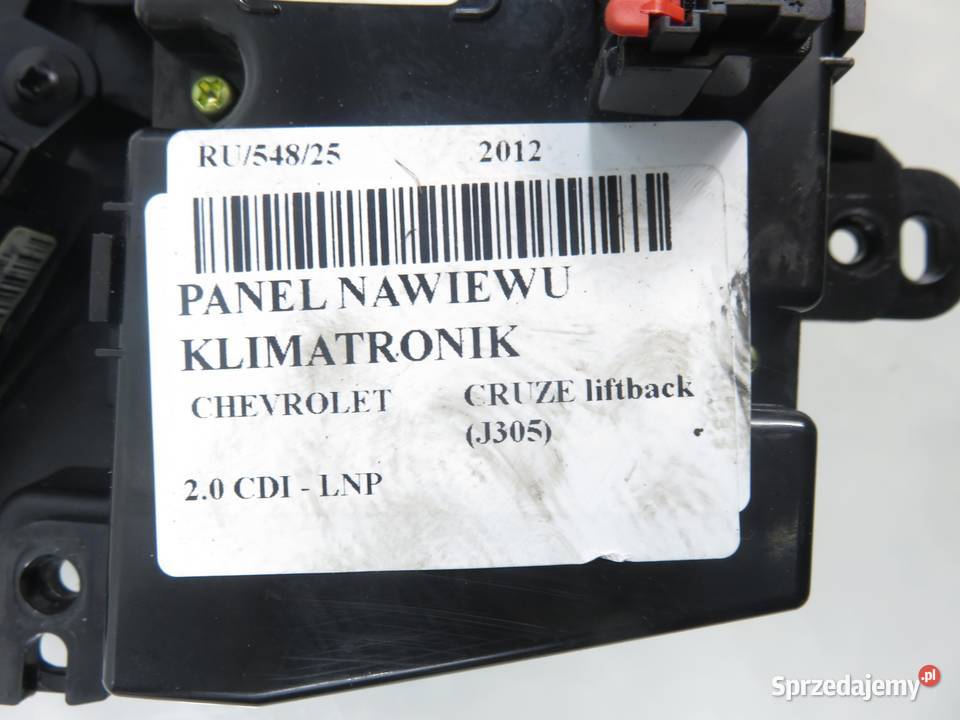 RU/548/25 2012
PANEL NAWIEWU
KLIMATRONIK
CHEVROLET CRUZE liftback
(J305)
2.0 CDI - LNP
Sprzedajemy.pl